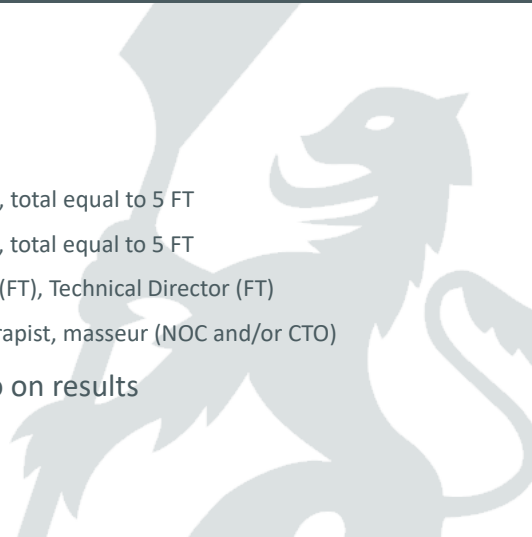 , total equal to 5 FT
, total equal to 5 FT
(FT), Technical Director (FT)
rapist, masseur (NOC and/or CTO)
on results